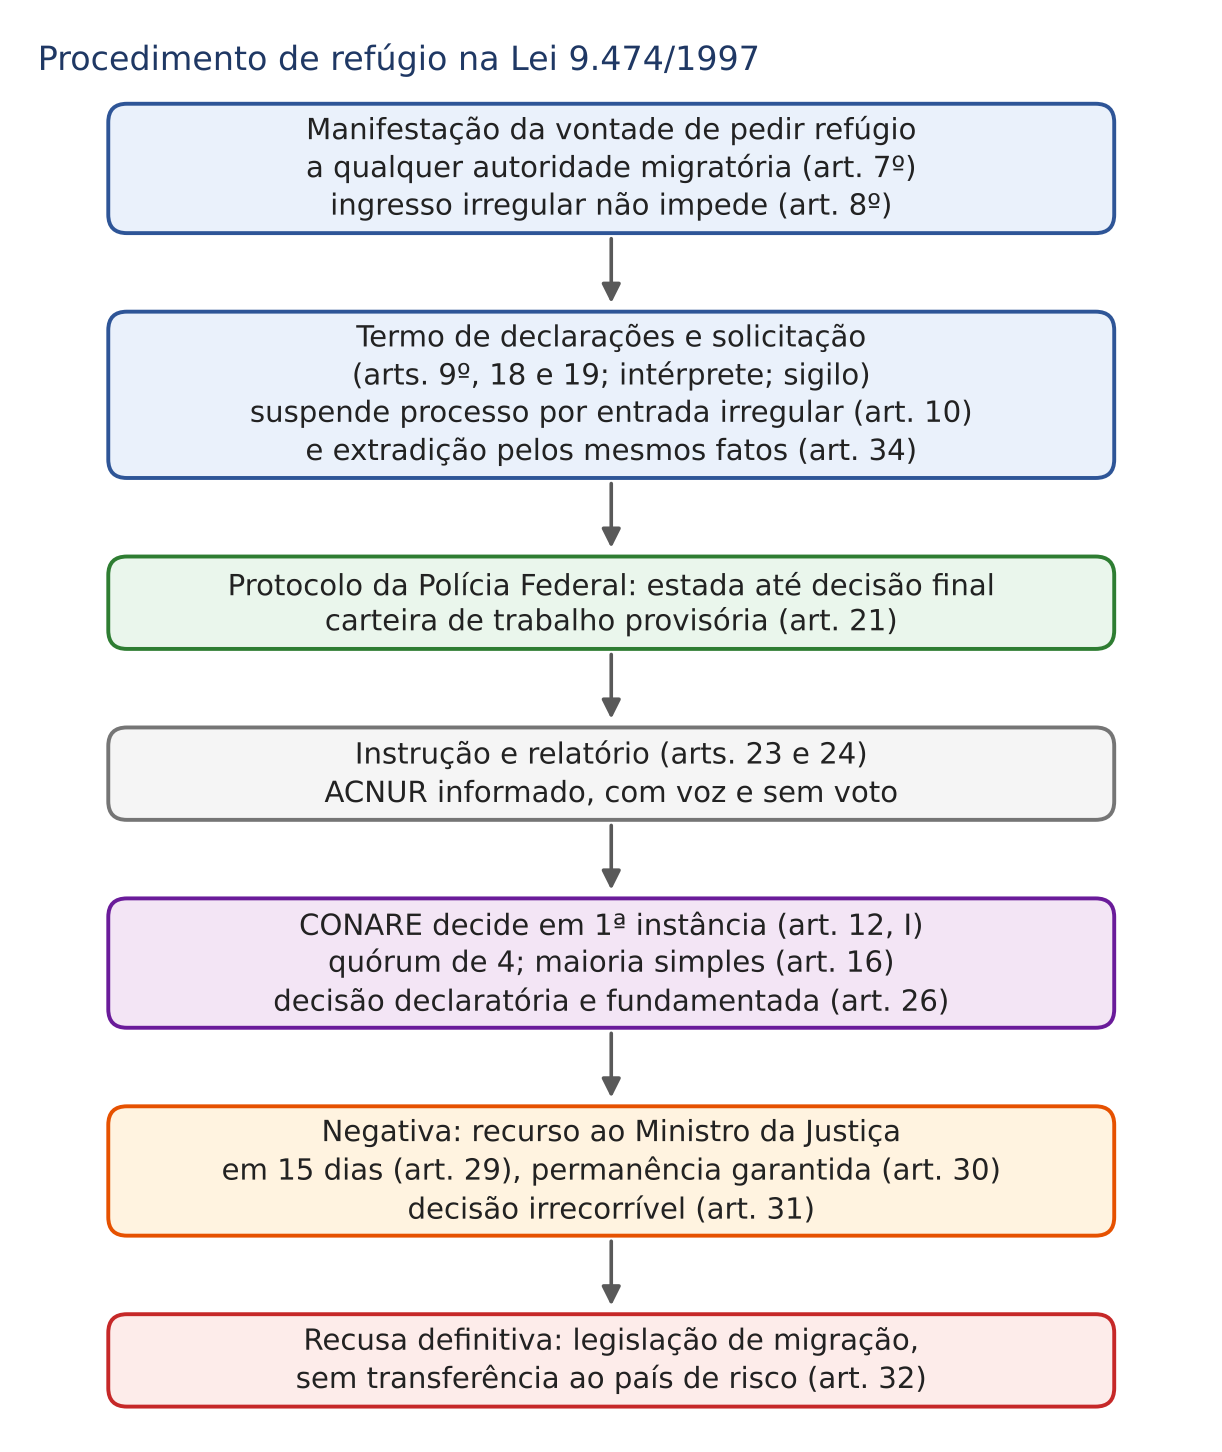 Procedimento de refúgio na Lei 9.474/1997
Manifestação da vontade de pedir refúgio
a qualquer autoridade migratória (art. 7º)
ingresso irregular não impede (art. 8º)
Termo de declarações e solicitação
(arts. 9º, 18 e 19; intérprete; sigilo)
suspende processo por entrada irregular (art. 10)
e extradição pelos mesmos fatos (art. 34)
Protocolo da Polícia Federal: estada até decisão final
carteira de trabalho provisória (art. 21)
Instrução e relatório (arts. 23 e 24)
ACNUR informado, com voz e sem voto
CONARE decide em 1ª instância (art. 12, I)
quórum de 4; maioria simples (art. 16)
decisão declaratória e fundamentada (art. 26)
Negativa: recurso ao Ministro da Justiça
em 15 dias (art. 29), permanência garantida (art. 30)
decisão irrecorrível (art. 31)
Recusa definitiva: legislação de migração,
sem transferência ao país de risco (art. 32)